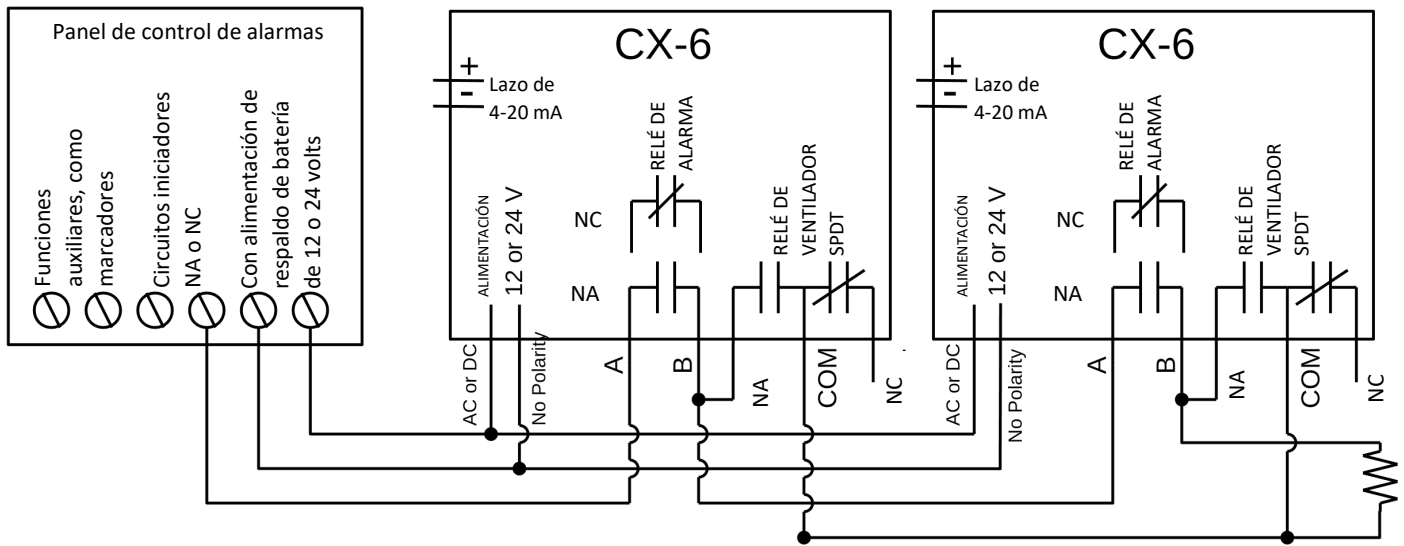 Panel de control de alarmas
Funciones
auxiliares, como
marcadores
Circuitos iniciadores
NA o NC
Con alimentación de
respaldo de batería
de 12 o 24 volts
CX-6
+
-
Lazo de
4-20 mA
ALIMENTACIÓN
12 or 24 V
NC
NA
RELÉ DE
ALARMA
RELÉ DE
VENTILADOR
SPDT
AC or DC
No Polarity
A
B
NA
COM
NC
CX-6
+
-
Lazo de
4-20 mA
ALIMENTACIÓN
12 or 24 V
NC
NA
RELÉ DE
ALARMA
RELÉ DE
VENTILADOR
SPDT
AC or DC
No Polarity
A
B
NA
COM
NC